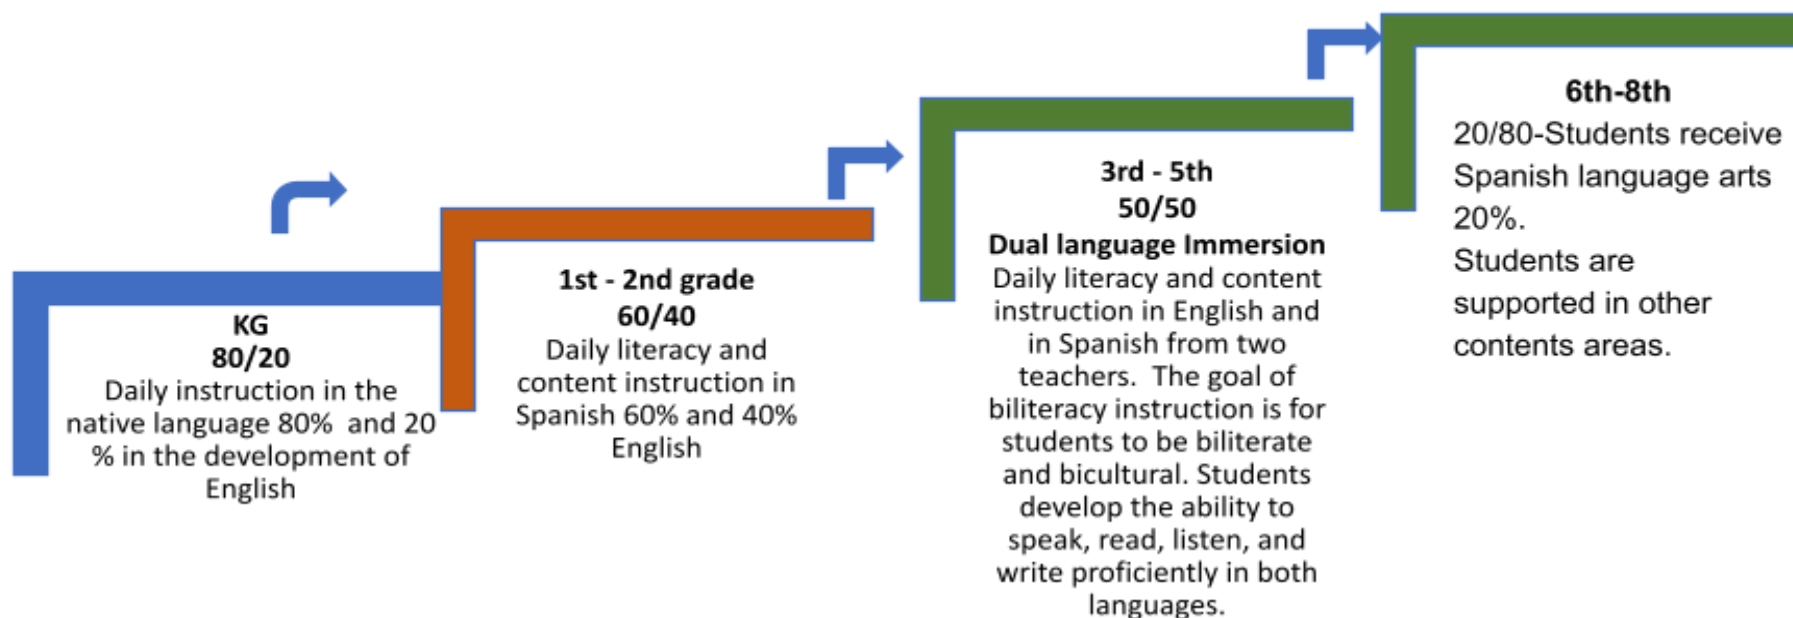 KG
80/20
Daily instruction in the
native language 80% and 20
% in the development of
English
1st - 2nd grade
60/40
Daily literacy and
content instruction in
Spanish 60% and 40%
English
3rd - 5th
50/50
Dual language Immersion
Daily literacy and content
instruction in English and
in Spanish from two
teachers. The goal of
biliteracy instruction is for
students to be biliterate
and bicultural. Students
develop the ability to
speak, read, listen, and
write proficiently in both
languages.
6th-8th
20/80-Students receive
Spanish language arts
20%.
Students are
supported in other
contents areas.